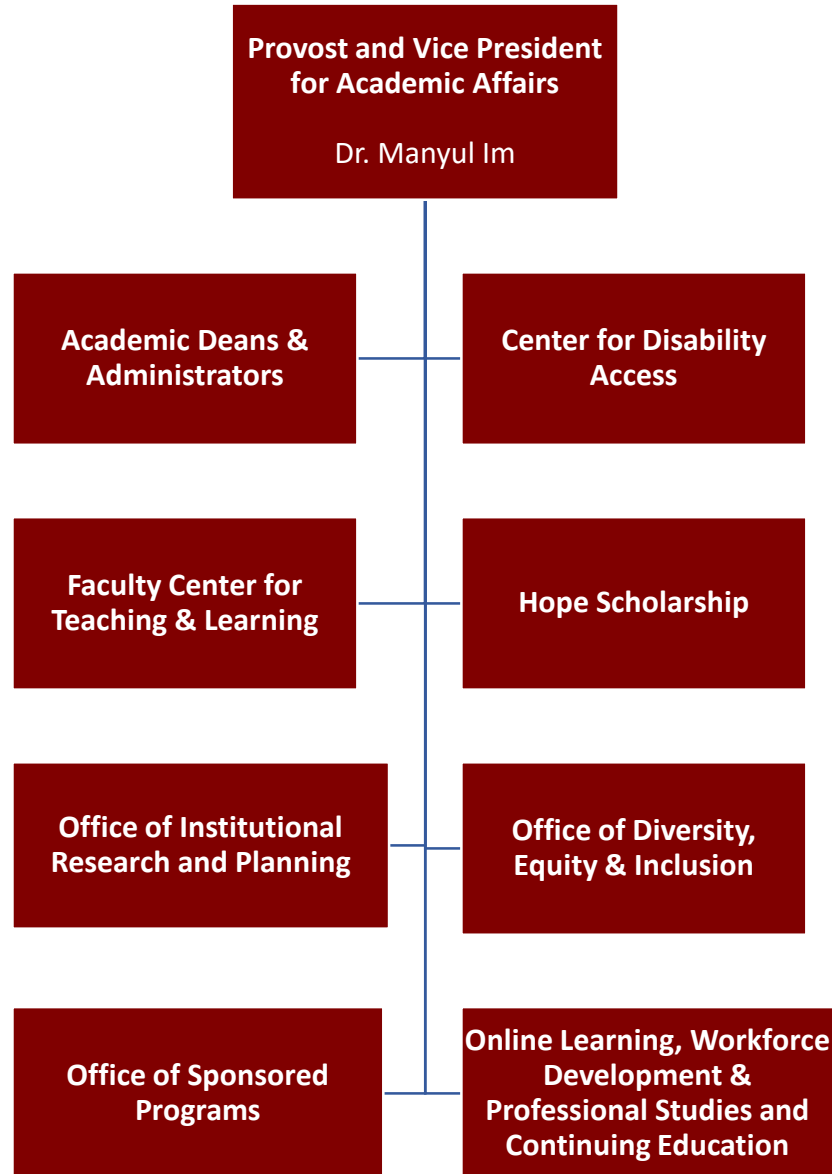 Provost and Vice President
for Academic Affairs
Dr. Manyul Im
Academic Deans &
Administrators
Center for Disability
Access
Faculty Center for
Teaching & Learning
Hope Scholarship
Office of Institutional
Research and Planning
Office of Diversity,
Equity & Inclusion
Office of Sponsored
Programs
Online Learning, Workforce
Development &
Professional Studies and
Continuing Education